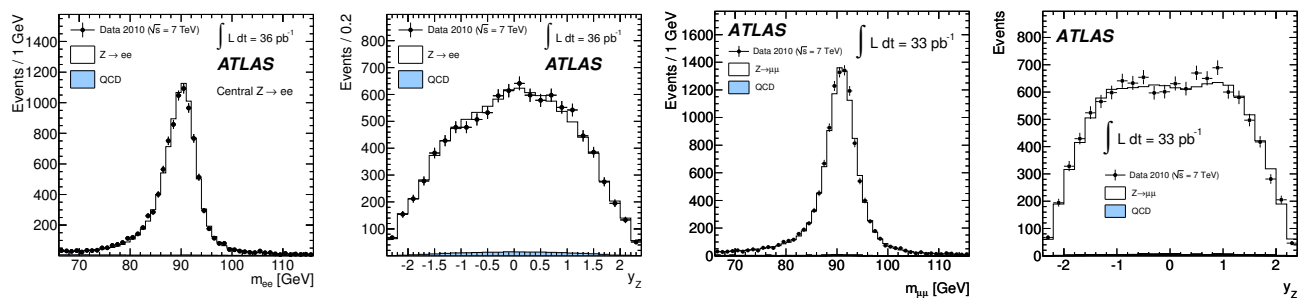 Events / 1 GeV
1400
1200
1000
800
600
400
200
Data 2010 (√s = 7 TeV)
Z → ee
QCD
∫ L dt = 36 pb⁻¹
ATLAS
Central Z → ee
70 80 90 100 110
m_ee [GeV]
Events / 0.2
800
700
600
500
400
300
200
100
Data 2010 (√s = 7 TeV)
Z → ee
QCD
∫ L dt = 36 pb⁻¹
ATLAS
-2 -1.5 -1 -0.5 0 0.5 1 1.5 2
y_Z
Events / 1 GeV
1600
1400
1200
1000
800
600
400
200
ATLAS
Data 2010 (√s = 7 TeV)
Z→μμ
QCD
∫ L dt = 33 pb⁻¹
70 80 90 100 110
m_μμ [GeV]
Events
800
700
600
500
400
300
200
100
0
ATLAS
∫ L dt = 33 pb⁻¹
Data 2010 (√s = 7 TeV)
Z→μμ
QCD
-2 -1 0 1 2
y_Z